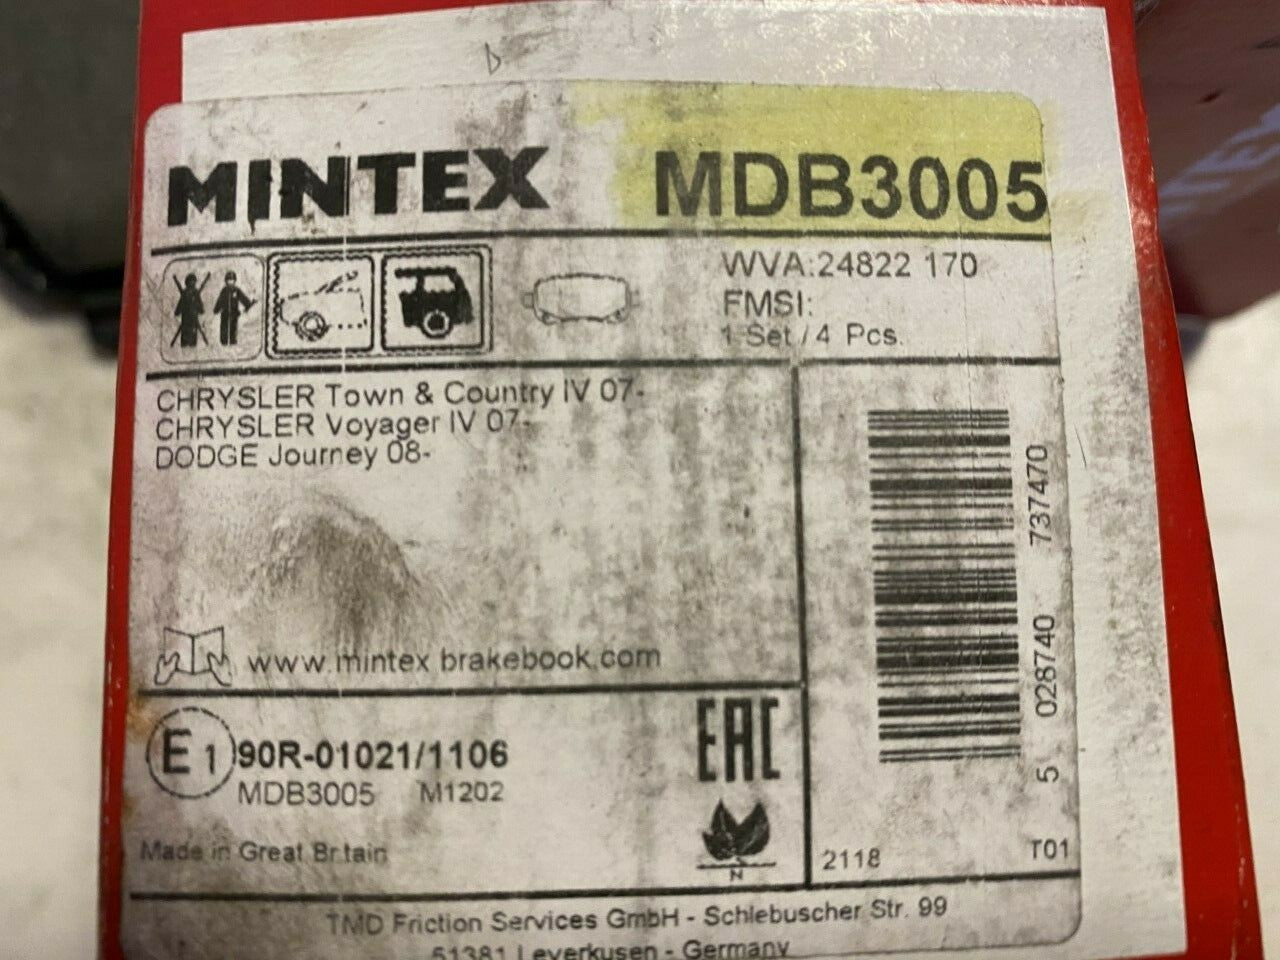 MINTEX MDB3005
WVA:24822 170
FMSI:
1 Set / 4 Pcs.
CHRYSLER Town & Country IV 07-
CHRYSLER Voyager IV 07-
DODGE Journey 08-
www.mintex brakebook.com
5 028740 737470
E1 90R-01021/1106
MDB3005 M1202
EAC
Made in Great Br tain
N
2118 T01
TMD Friction Services GmbH - Schlebuscher Str. 99
51381 Leverkusen - Germany